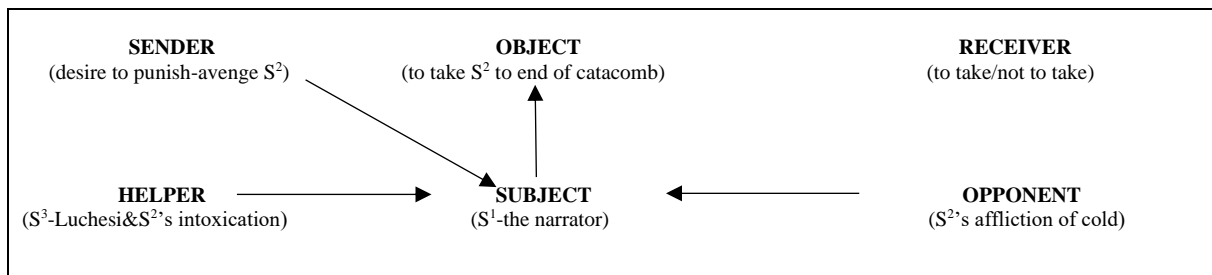 SENDER OBJECT RECEIVER
(desire to punish-avenge S²) (to take S² to end of catacomb) (to take/not to take)
HELPER SUBJECT OPPONENT
(S³-Luchesi&S²'s intoxication) (S¹-the narrator) (S²'s affliction of cold)